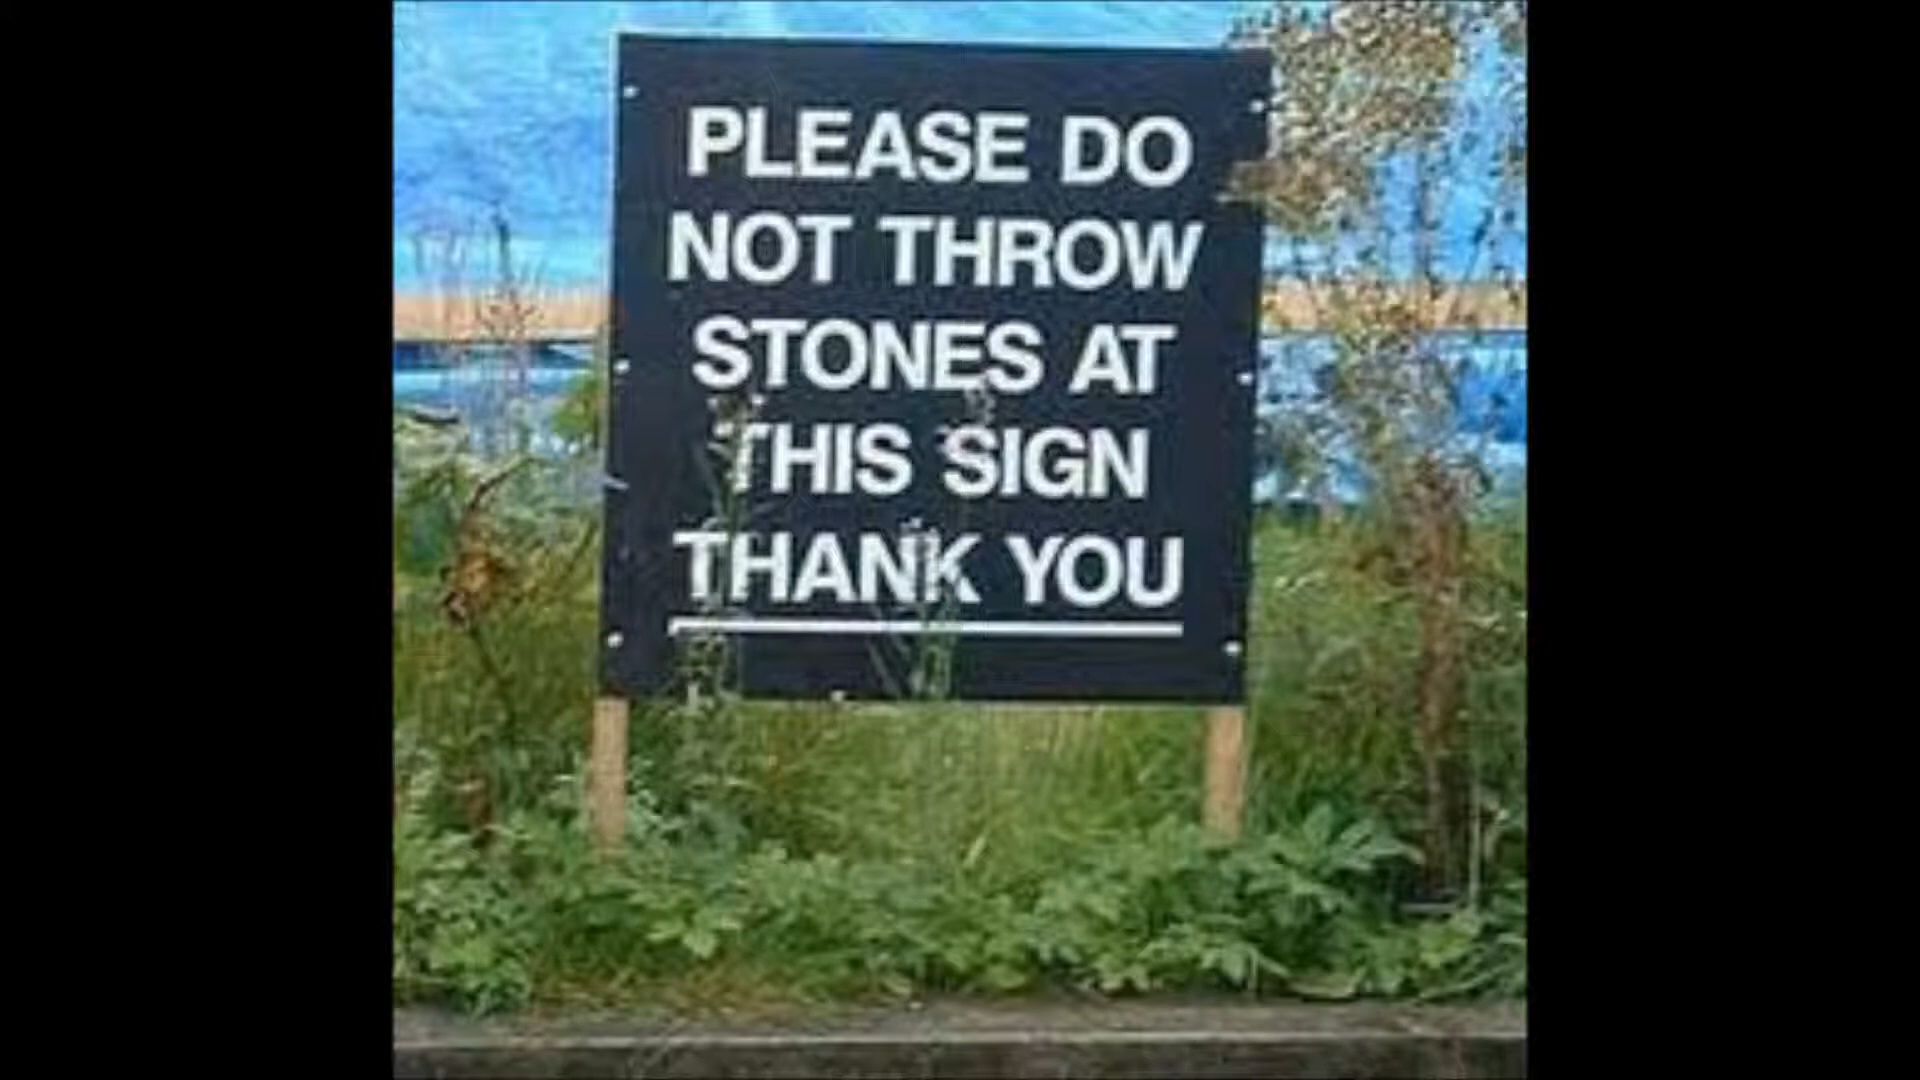 PLEASE DO
NOT THROW
STONES AT
THIS SIGN
THANK YOU